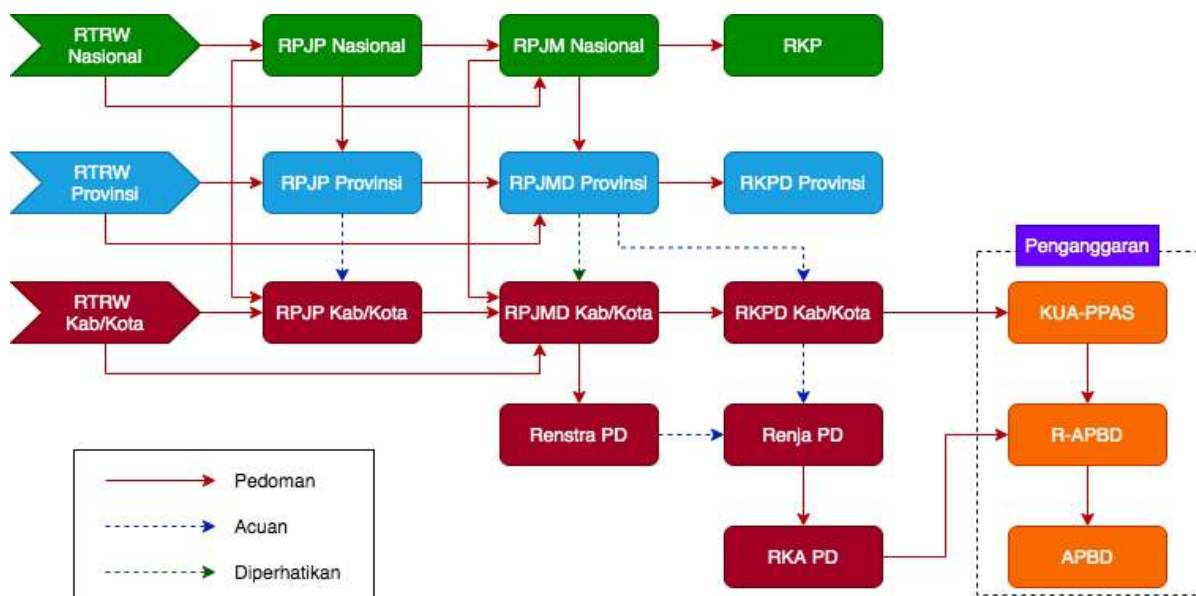 RTRW
Nasional
RPJP Nasional
RPJM Nasional
RKP
RTRW
Provinsi
RPJP Provinsi
RPJMD Provinsi
RKPD Provinsi
Penganggaran
RTRW
Kab/Kota
RPJP Kab/Kota
RPJMD Kab/Kota
RKPD Kab/Kota
KUA-PPAS
Renstra PD
Renja PD
R-APBD
Pedoman
Acuan
Diperhatikan
RKA PD
APBD